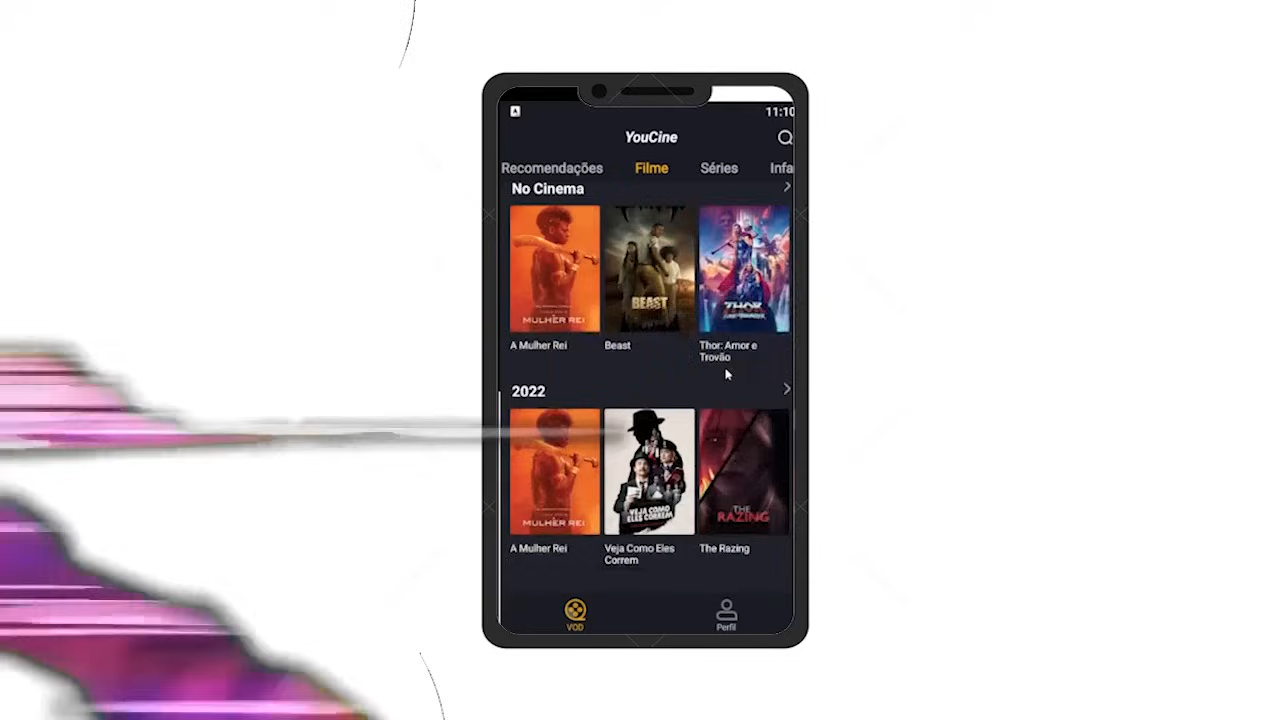 11:10
YouCine
Recomendações Filme Séries Infa
No Cinema
MULHER REI
BEAST
THOR
A Mulher Rei
Beast
Thor: Amor e
Trovão
2022
MULHER REI
VEJA COMO
ELES CORREM
THE
RAZING
A Mulher Rei
Veja Como Eles
Correm
The Razing
VOD
Perfil